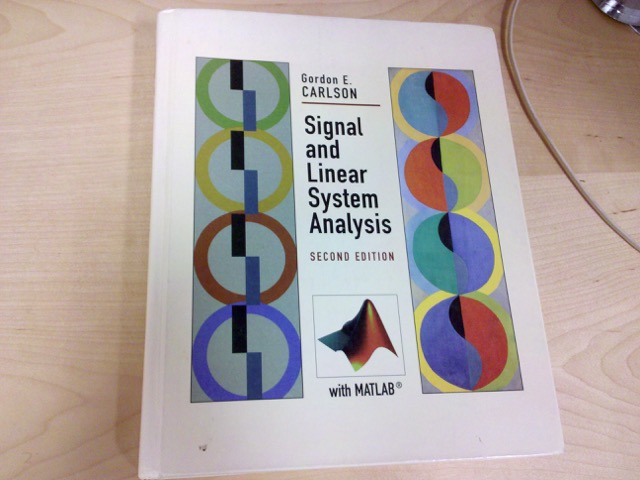 Gordon E.
CARLSON
Signal
and
Linear
System
Analysis
SECOND EDITION
with MATLAB®